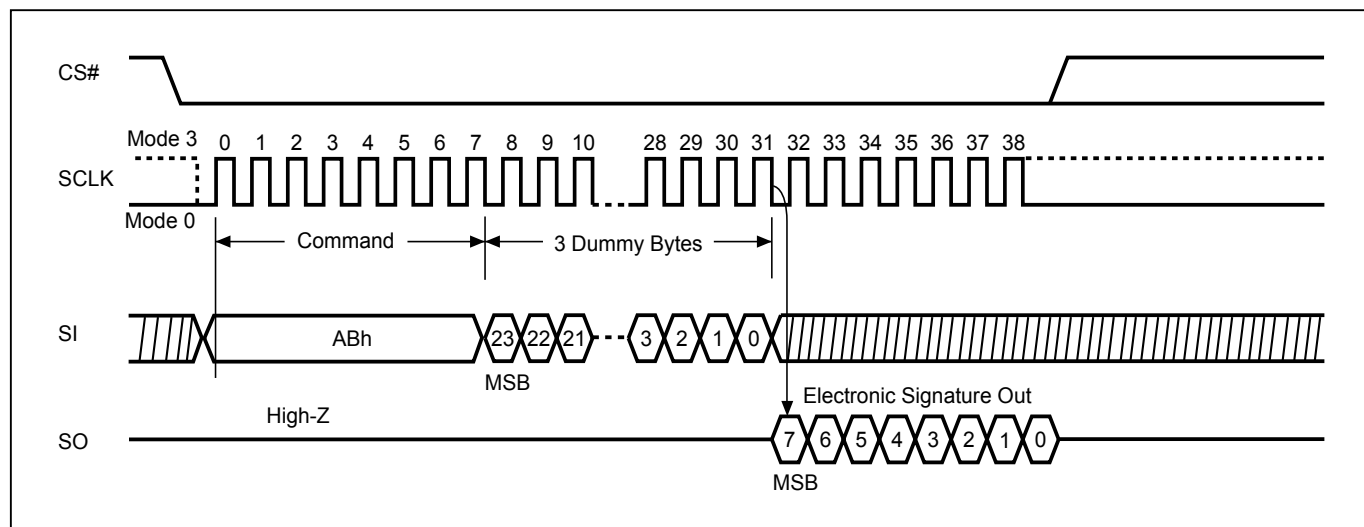 CS#
Mode 3
0 1 2 3 4 5 6 7 8 9 10 28 29 30 31 32 33 34 35 36 37 38
SCLK
Mode 0
Command 3 Dummy Bytes
SI ABh 23 22 21 3 2 1 0
MSB
Electronic Signature Out
High-Z
SO 7 6 5 4 3 2 1 0
MSB